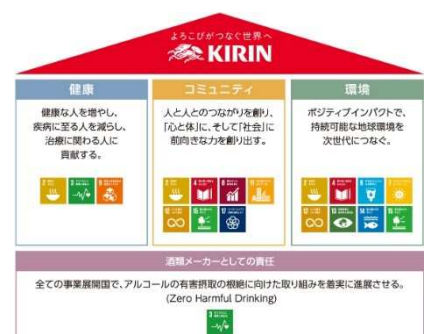 よろこびがつなぐ世界へ
KIRIN
健康
健康な人を増やし、
疾病に至る人を減らし、
治療に関わる人に
貢献する。
コミュニティ
人と人とのつながりを創り、
「心と体」に、そして「社会」に
前向きな力を創り出す。
環境
ポジティブインパクトで、
持続可能な地球環境を
次世代につなぐ。
酒類メーカーとしての責任
全ての事業展開国で、アルコールの有害摂取の根絶に向けた取り組みを着実に進展させる。
(Zero Harmful Drinking)